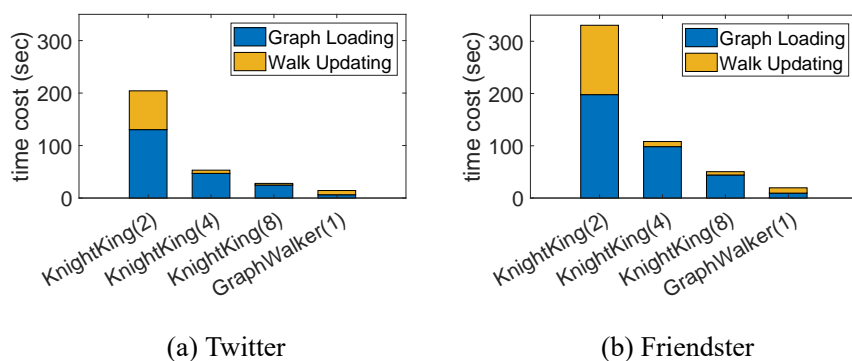 300
200
100
0
time cost (sec)
Graph Loading
Walk Updating
KnightKing(2)
KnightKing(4)
KnightKing(8)
GraphWalker(1)
(a) Twitter
300
200
100
0
time cost (sec)
Graph Loading
Walk Updating
KnightKing(2)
KnightKing(4)
KnightKing(8)
GraphWalker(1)
(b) Friendster